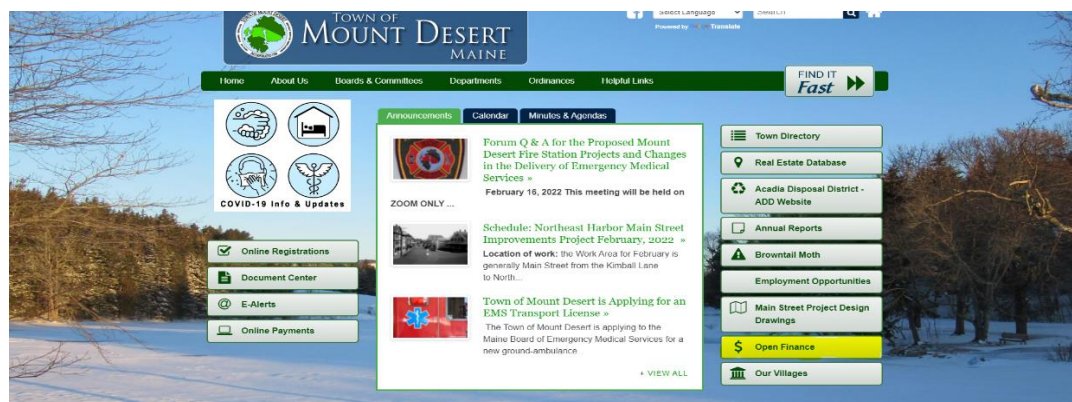 TOWN OF
MOUNT DESERT
MAINE
Select Language
Search
Powered by
Translate
Home About Us Boards & Committees Departments Ordinances Helpful Links
FIND IT
Fast
COVID-19 Info & Updates
Online Registrations
Document Center
E-Alerts
Online Payments
Announcements Calendar Minutes & Agendas
Forum Q & A for the Proposed Mount
Desert Fire Station Projects and Changes
in the Delivery of Emergency Medical
Services »
February 16, 2022 This meeting will be held on
ZOOM ONLY ...
Schedule: Northeast Harbor Main Street
Improvements Project February, 2022 »
Location of work: the Work Area for February is
generally Main Street from the Kimball Lane
to North...
Town of Mount Desert is Applying for an
EMS Transport License »
The Town of Mount Desert is applying to the
Maine Board of Emergency Medical Services for a
new ground-ambulance...
+ VIEW ALL
Town Directory
Real Estate Database
Acadia Disposal District -
ADD Website
Annual Reports
Browntail Moth
Employment Opportunities
Main Street Project Design
Drawings
$ Open Finance
Our Villages